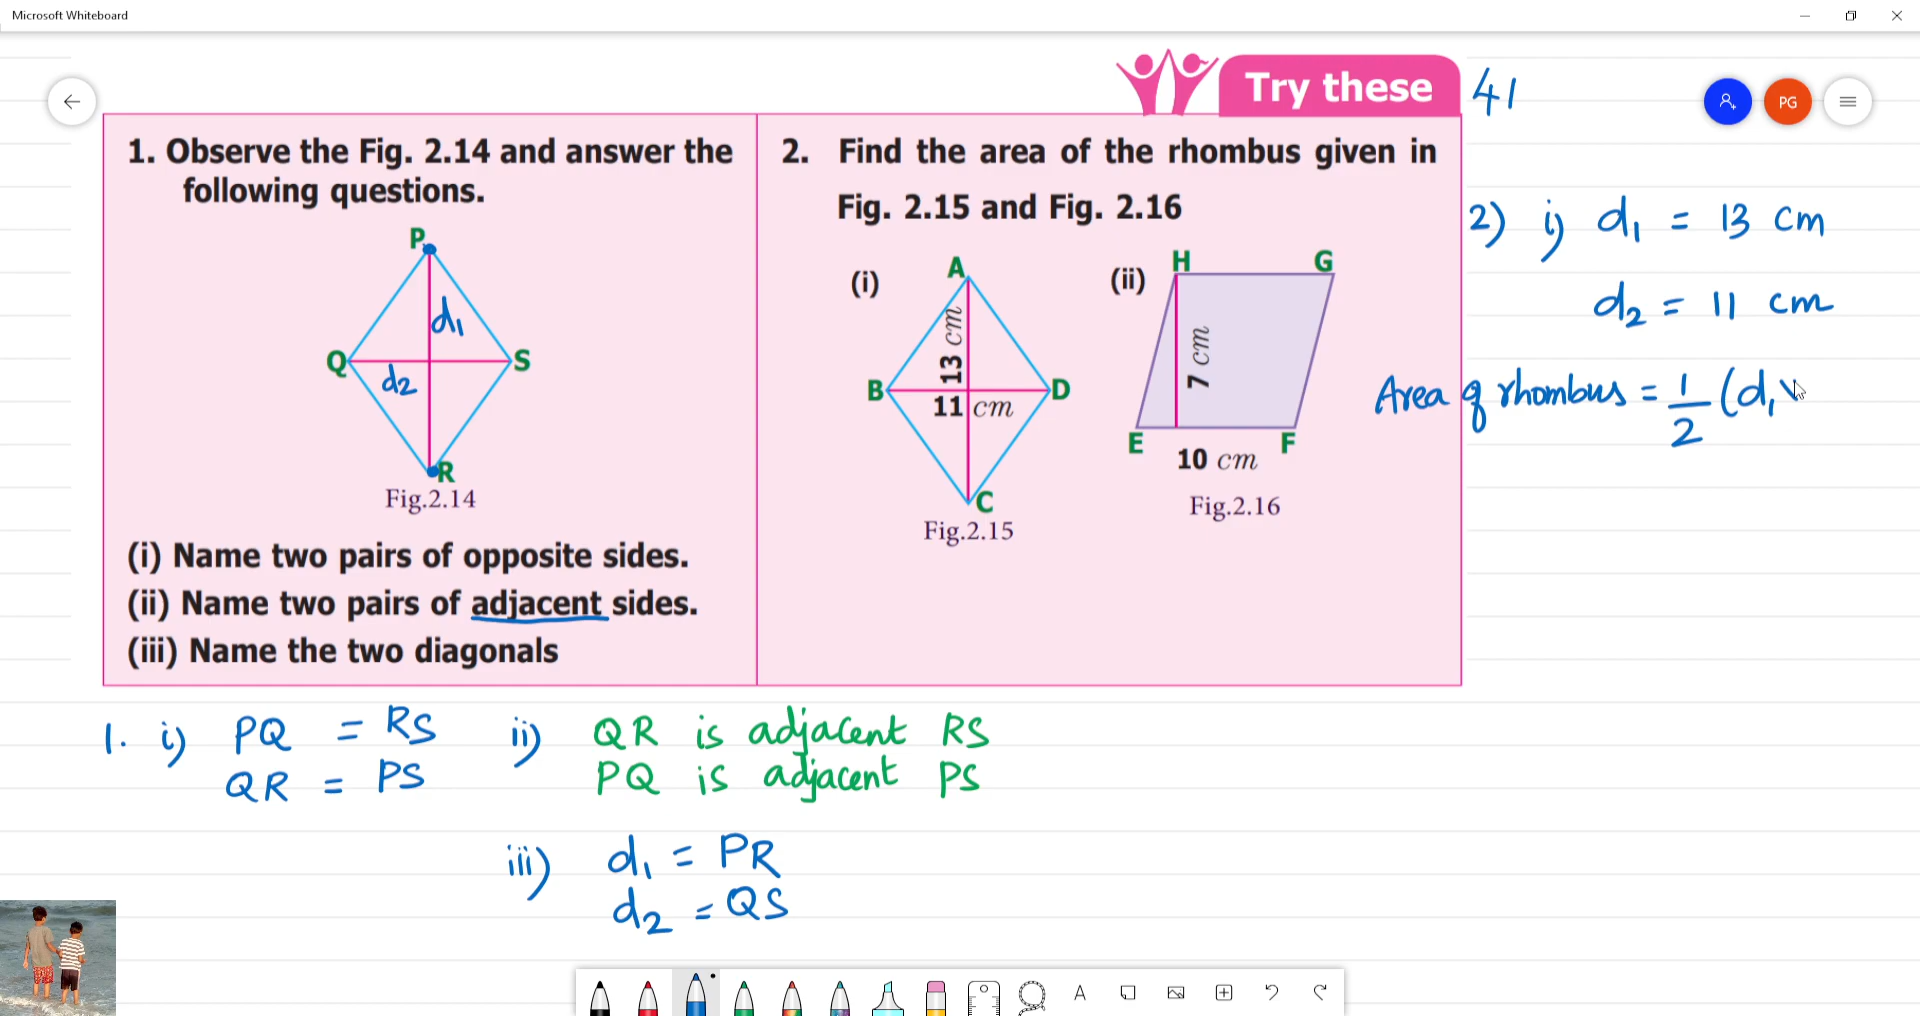 Microsoft Whiteboard
Try these
41
PG
1. Observe the Fig. 2.14 and answer the
following questions.
P
d1
Q
S
d2
R
Fig.2.14
(i) Name two pairs of opposite sides.
(ii) Name two pairs of adjacent sides.
(iii) Name the two diagonals
2. Find the area of the rhombus given in
Fig. 2.15 and Fig. 2.16
(i)
A
13 cm
B
D
11 cm
C
Fig.2.15
(ii)
H
G
7 cm
E
F
10 cm
Fig.2.16
2) i) d1 = 13 cm
d2 = 11 cm
Area of rhombus = 1/2 (d1
1. i) PQ = RS
QR = PS
ii) QR is adjacent RS
PQ is adjacent PS
iii) d1 = PR
d2 = QS
A